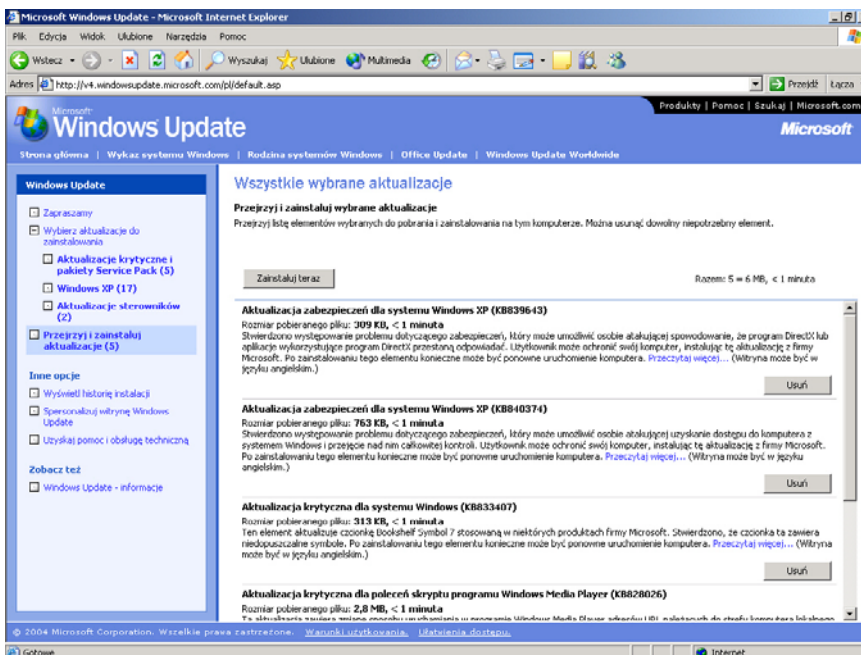 Microsoft Windows Update - Microsoft Internet Explorer
Plik Edycja Widok Ulubione Narzędzia Pomoc
Wstecz Wyszukaj Ulubione Multimedia
Adres http://v4.windowsupdate.microsoft.com/pl/default.asp Przejdź Łącza
Produkty | Pomoc | Szukaj | Microsoft.com
Microsoft
Windows Update
Microsoft
Strona główna | Wykaz systemu Windows | Rodzina systemów Windows | Office Update | Windows Update Worldwide
Windows Update
Zapraszamy
Wybierz aktualizacje do
zainstalowania
Aktualizacje krytyczne i
pakiety Service Pack (5)
Windows XP (17)
Aktualizacje sterowników
(2)
Przejrzyj i zainstaluj
aktualizacje (5)
Inne opcje
Wyświetl historię instalacji
Spersonalizuj witrynę Windows
Update
Uzyskaj pomoc i obsługę techniczną
Zobacz też
Windows Update - informacje
Wszystkie wybrane aktualizacje
Przejrzyj i zainstaluj wybrane aktualizacje
Przejrzyj listę elementów wybranych do pobrania i zainstalowania na tym komputerze. Można usunąć dowolny niepotrzebny element.
Zainstaluj teraz
Razem: 5 = 6 MB, < 1 minuta
Aktualizacja zabezpieczeń dla systemu Windows XP (KB839643)
Rozmiar pobieranego pliku: 309 KB, < 1 minuta
Stwierdzono występowanie problemu dotyczącego zabezpieczeń, który może umożliwić osobie atakującej spowodowanie, że program DirectX lub
aplikacje wykorzystujące program DirectX przestaną odpowiadać. Użytkownik może ochronić swój komputer, instalując tę aktualizację z firmy
Microsoft. Po zainstalowaniu tego elementu konieczne może być ponowne uruchomienie komputera. Przeczytaj więcej... (Witryna może być w
języku angielskim.)
Usuń
Aktualizacja zabezpieczeń dla systemu Windows XP (KB840374)
Rozmiar pobieranego pliku: 763 KB, < 1 minuta
Stwierdzono występowanie problemu dotyczącego zabezpieczeń, który może umożliwić osobie atakującej uzyskanie dostępu do komputera z
systemem Windows i przejęcie nad nim całkowitej kontroli. Użytkownik może ochronić swój komputer, instalując tę aktualizację z firmy Microsoft.
Po zainstalowaniu tego elementu konieczne może być ponowne uruchomienie komputera. Przeczytaj więcej... (Witryna może być w języku
angielskim.)
Usuń
Aktualizacja krytyczna dla systemu Windows (KB833407)
Rozmiar pobieranego pliku: 313 KB, < 1 minuta
Ten element aktualizuje czcionkę Bookshelf Symbol 7 stosowaną w niektórych produktach firmy Microsoft. Stwierdzono, że czcionka ta zawiera
niedopuszczalne symbole. Po zainstalowaniu tego elementu konieczne może być ponowne uruchomienie komputera. Przeczytaj więcej... (Witryna
może być w języku angielskim.)
Usuń
Aktualizacja krytyczna dla poleceń skryptu programu Windows Media Player (KB828026)
Rozmiar pobieranego pliku: 2,8 MB, < 1 minuta
Ta aktualizacja zawiera zmianę sposobu uruchamiania w programie Windows Media Player adresów URL należących do strefy komputera lokalnego
© 2004 Microsoft Corporation. Wszelkie prawa zastrzeżone. Warunki użytkowania. Ułatwienia dostępu.
Gotowe Internet